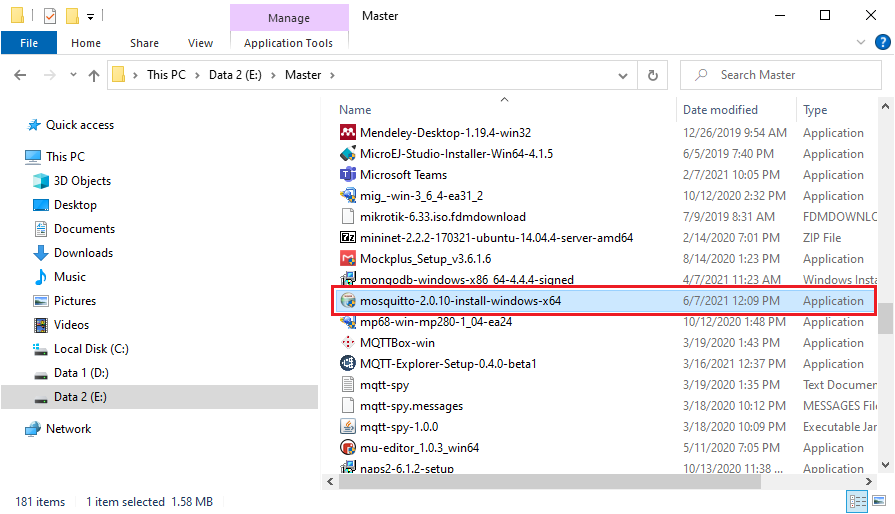 Manage
Master
File
Home
Share
View
Application Tools
This PC
Data 2 (E:)
Master
Search Master
Name
Date modified
Type
Quick access
This PC
3D Objects
Desktop
Documents
Downloads
Music
Pictures
Videos
Local Disk (C:)
Data 1 (D:)
Data 2 (E:)
Network
Mendeley-Desktop-1.19.4-win32 12/26/2019 9:54 AM Application
MicroEJ-Studio-Installer-Win64-4.1.5 6/5/2019 7:40 PM Application
Microsoft Teams 2/7/2021 10:05 PM Application
mig_-win-3_6_4-ea31_2 10/12/2020 2:32 PM Application
mikrotik-6.33.iso.fdmdownload 7/9/2019 8:31 AM FDMDOWNLO
mininet-2.2.2-170321-ubuntu-14.04.4-server-amd64 2/14/2020 7:01 PM ZIP File
Mockplus_Setup_v3.6.1.6 8/14/2020 1:23 PM Application
mongodb-windows-x86_64-4.4.4-signed 4/7/2021 11:23 AM Windows Insta
mosquitto-2.0.10-install-windows-x64 6/7/2021 12:09 PM Application
mp68-win-mp280-1_04-ea24 10/12/2020 1:48 PM Application
MQTTBox-win 3/19/2020 1:43 PM Application
MQTT-Explorer-Setup-0.4.0-beta1 3/16/2021 12:37 PM Application
mqtt-spy 3/19/2020 1:35 PM Text Documen
mqtt-spy.messages 3/18/2020 10:12 PM MESSAGES File
mqtt-spy-1.0.0 3/18/2020 10:09 PM Executable Jar
mu-editor_1.0.3_win64 5/11/2020 7:05 PM Application
naps2-6.1.2-setup 10/13/2020 11:38 ... Application
181 items
1 item selected 1.58 MB